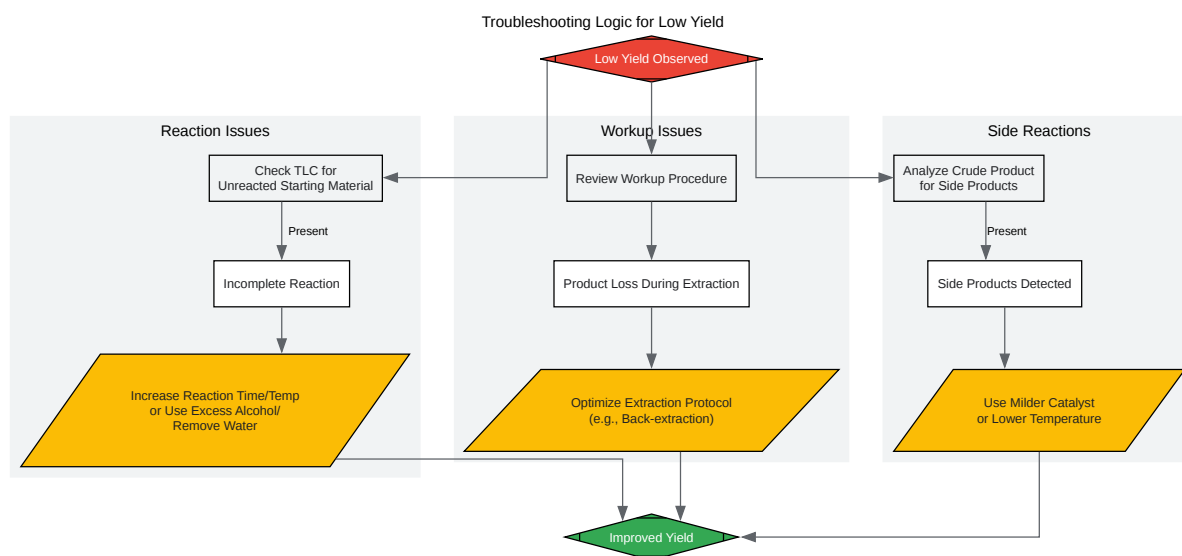 Troubleshooting Logic for Low Yield
Low Yield Observed
Reaction Issues
Workup Issues
Side Reactions
Check TLC for
Unreacted Starting Material
Review Workup Procedure
Analyze Crude Product
for Side Products
Present
Present
Incomplete Reaction
Product Loss During Extraction
Side Products Detected
Increase Reaction Time/Temp
or Use Excess Alcohol/
Remove Water
Optimize Extraction Protocol
(e.g., Back-extraction)
Use Milder Catalyst
or Lower Temperature
Improved Yield